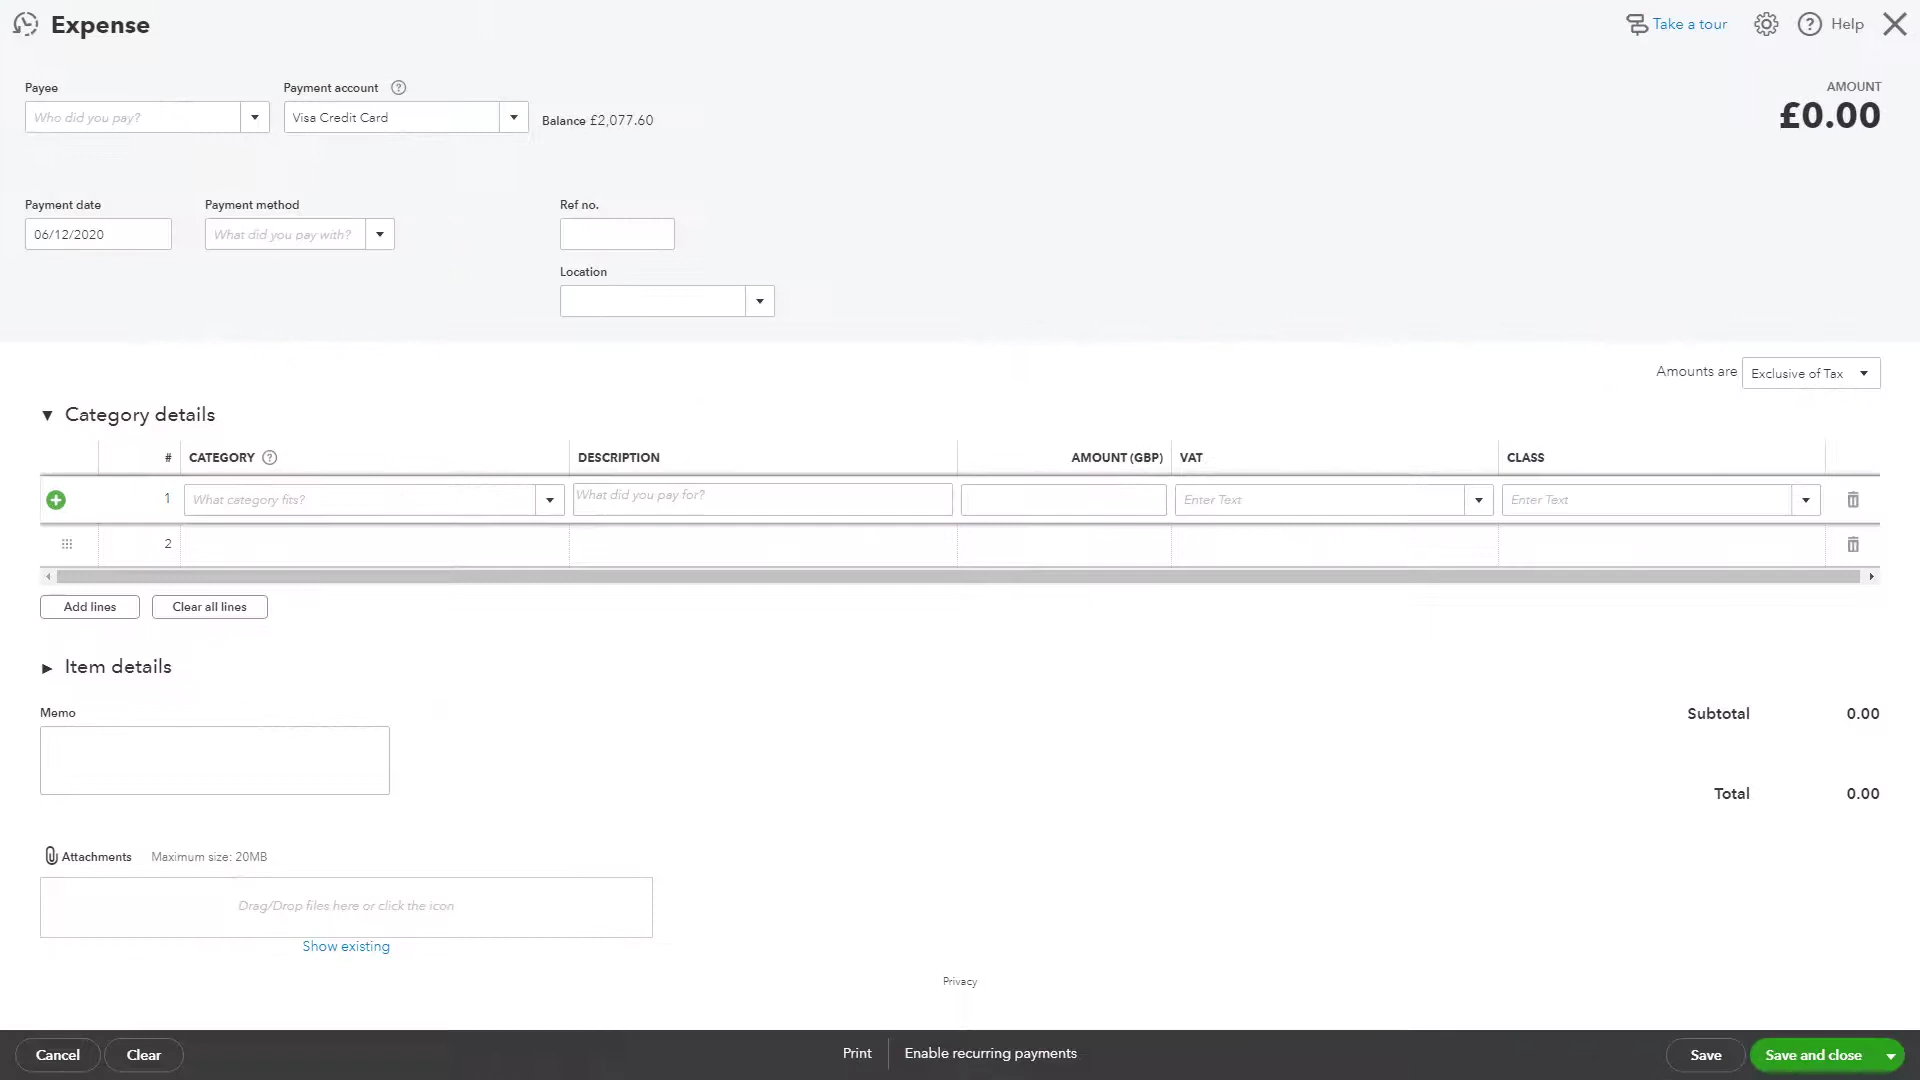 Expense
Take a tour
Help
Payee
Payment account
AMOUNT
£0.00
Who did you pay?
Visa Credit Card
Balance £2,077.60
Payment date
Payment method
Ref no.
06/12/2020
What did you pay with?
Location
Amounts are
Exclusive of Tax
Category details
# CATEGORY DESCRIPTION AMOUNT (GBP) VAT CLASS
1 What category fits? What did you pay for? Enter Text Enter Text
2
Add lines
Clear all lines
Item details
Memo
Subtotal 0.00
Total 0.00
Attachments Maximum size: 20MB
Drag/Drop files here or click the icon
Show existing
Privacy
Cancel
Clear
Print
Enable recurring payments
Save
Save and close